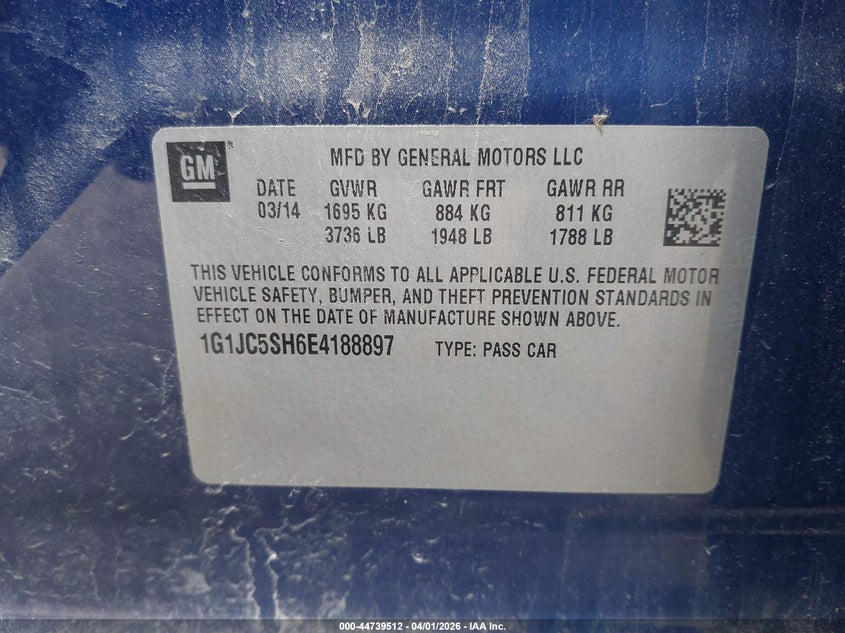 GM ®
MFD BY GENERAL MOTORS LLC
DATE GVWR GAWR FRT GAWR RR
03/14 1695 KG 884 KG 811 KG
3736 LB 1948 LB 1788 LB
THIS VEHICLE CONFORMS TO ALL APPLICABLE U.S. FEDERAL MOTOR
VEHICLE SAFETY, BUMPER, AND THEFT PREVENTION STANDARDS IN
EFFECT ON THE DATE OF MANUFACTURE SHOWN ABOVE.
1G1JC5SH6E4188897 TYPE: PASS CAR
000-44739512 - 04/01/2026 - IAA Inc.